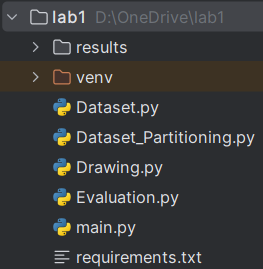 lab1 D:\OneDrive\lab1
results
venv
Dataset.py
Dataset_Partitioning.py
Drawing.py
Evaluation.py
main.py
requirements.txt